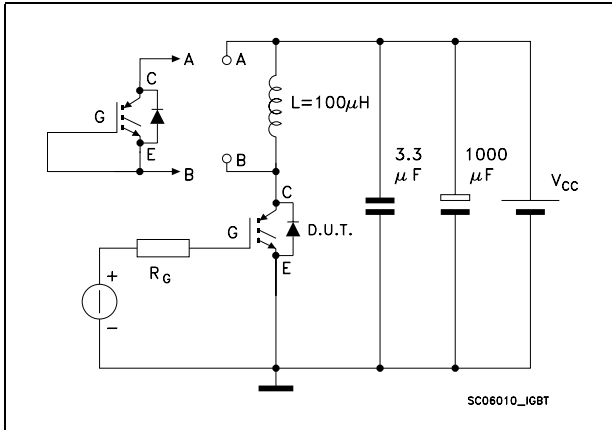 A
A
C
G
L=100μH
E
B
B
3.3
μF
1000
μF
VCC
C
G
D.U.T.
E
RG
+
-
SC06010_IGBT